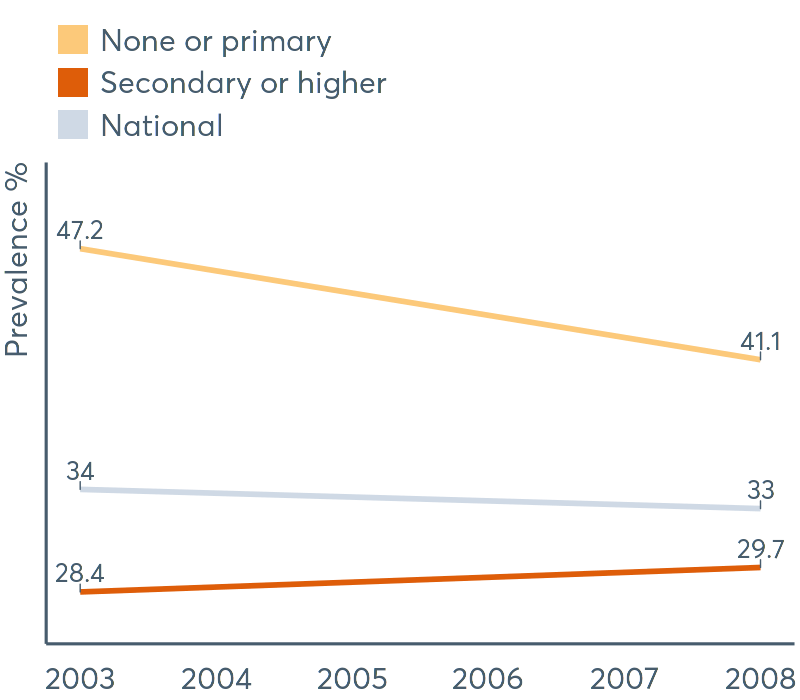 None or primary
Secondary or higher
National
Prevalence %
47.2
41.1
34
33
29.7
28.4
2003 2004 2005 2006 2007 2008